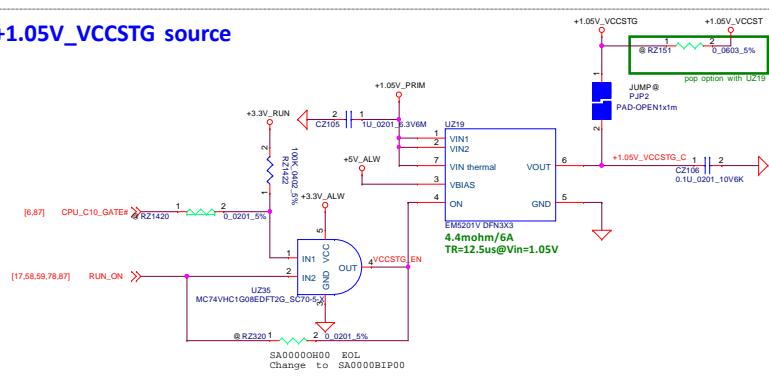 +1.05V_VCCSTG source
+1.05V_VCCSTG
+1.05V_VCCST
@ RZ151 1 2 0_0603_5%
pop option with UZ19
JUMP@
PJP2
PAD-OPEN1x1m
1
2
+1.05V_PRIM
CZ105 2 1 1U_0201_6.3V6M
+3.3V_RUN
2
100K_0402_5%
RZ1422
1
UZ19
1 VIN1
2 VIN2
7 VIN thermal
VOUT 6
+5V_ALW
3 VBIAS
4 ON
GND 5
EM5201V DFN3X3
4.4mohm/6A
TR=12.5us@Vin=1.05V
+1.05V_VCCSTG_C
1 2
CZ106
0.1U_0201_10V6K
+3.3V_ALW
[6,87] CPU_C10_GATE#
@ RZ1420 1 2 0_0201_5%
[17,58,59,78,87] RUN_ON
5
VCC
1 IN1
2 IN2
OUT 4
GND
3
VCCSTG_EN
UZ35
MC74VHC1G08EDFT2G_SC70-5-X
@ RZ320 1 2 0_0201_5%
SA0000OH00 EOL
Change to SA0000BIP00